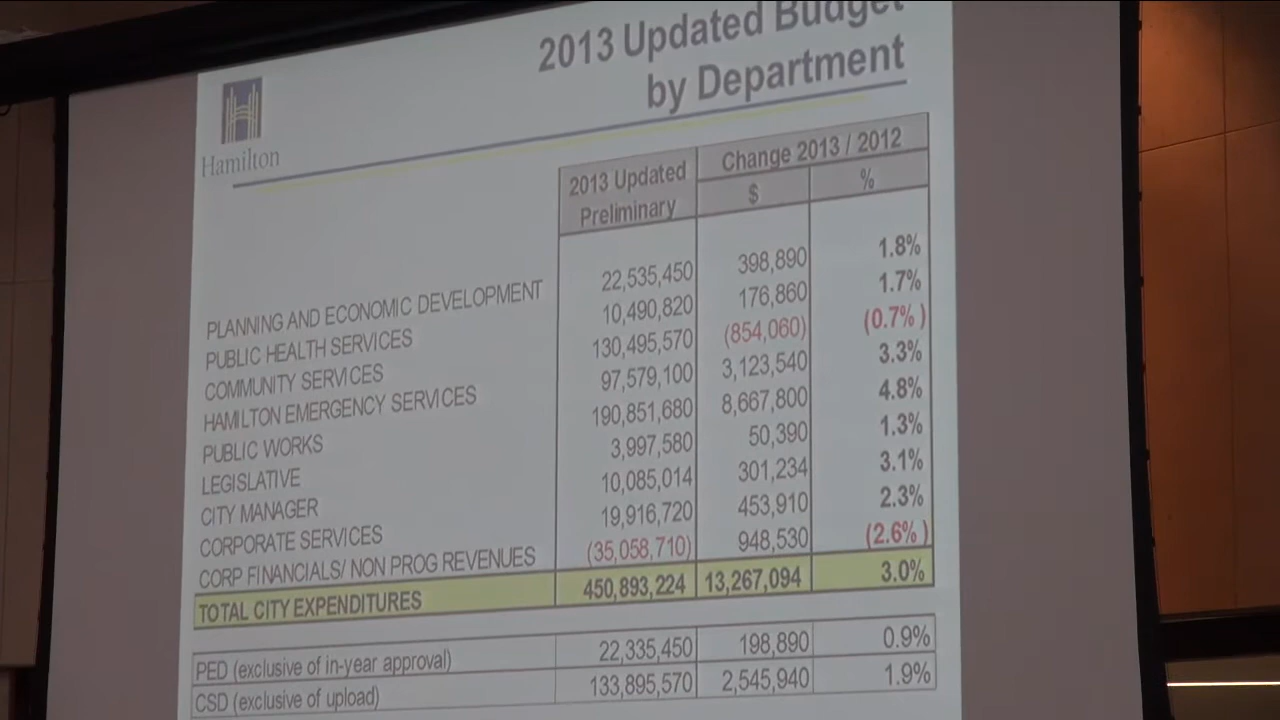 2013 Updated Budget
by Department
Hamilton
2013 Updated Preliminary | Change 2013 / 2012
$ | %
PLANNING AND ECONOMIC DEVELOPMENT 22,535,450 398,890 1.8%
PUBLIC HEALTH SERVICES 10,490,820 176,860 1.7%
COMMUNITY SERVICES 130,495,570 (854,060) (0.7% )
HAMILTON EMERGENCY SERVICES 97,579,100 3,123,540 3.3%
PUBLIC WORKS 190,851,680 8,667,800 4.8%
LEGISLATIVE 3,997,580 50,390 1.3%
CITY MANAGER 10,085,014 301,234 3.1%
CORPORATE SERVICES 19,916,720 453,910 2.3%
CORP FINANCIALS/ NON PROG REVENUES (35,058,710) 948,530 (2.6% )
TOTAL CITY EXPENDITURES 450,893,224 13,267,094 3.0%
PED (exclusive of in-year approval) 22,335,450 198,890 0.9%
CSD (exclusive of upload) 133,895,570 2,545,940 1.9%